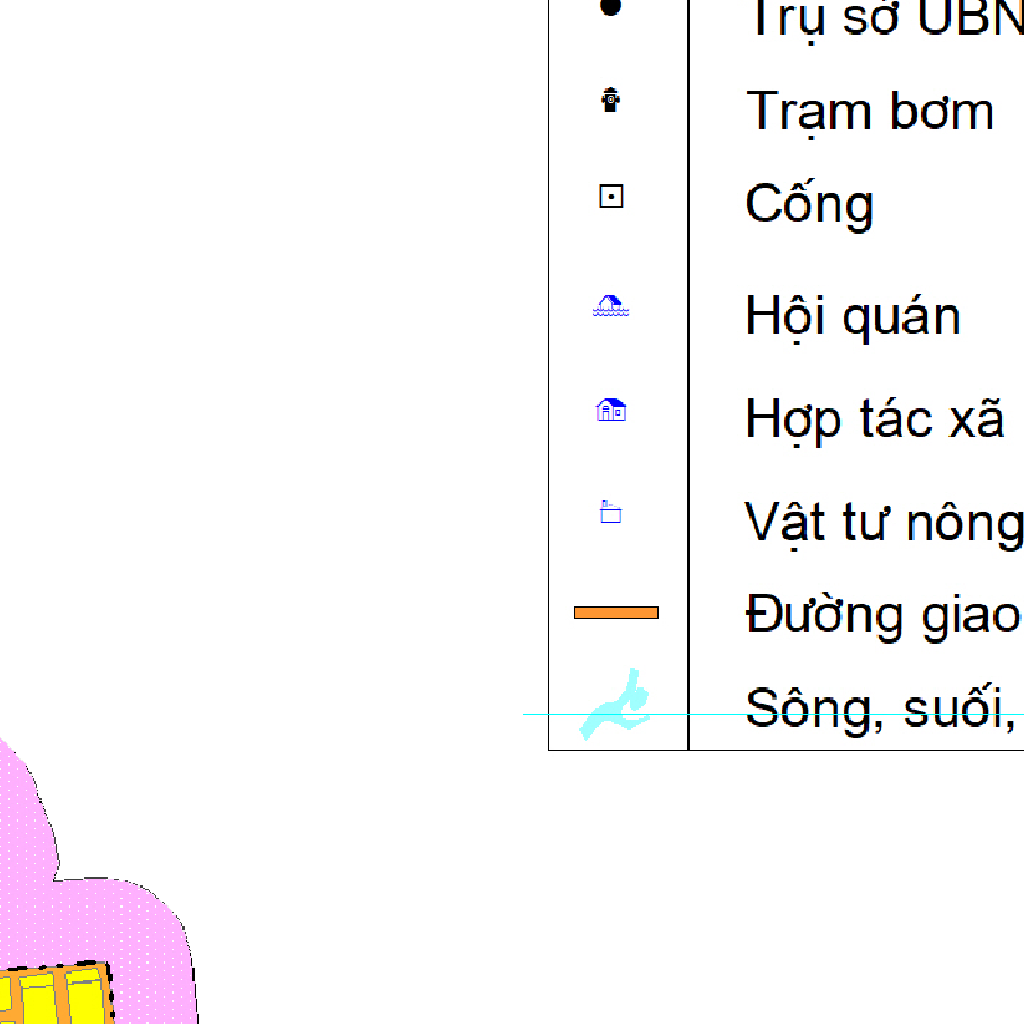 Trụ sở UBN
Trạm bơm
Cống
Hội quán
Hợp tác xã
Vật tư nông
Đường giao
Sông, suối,